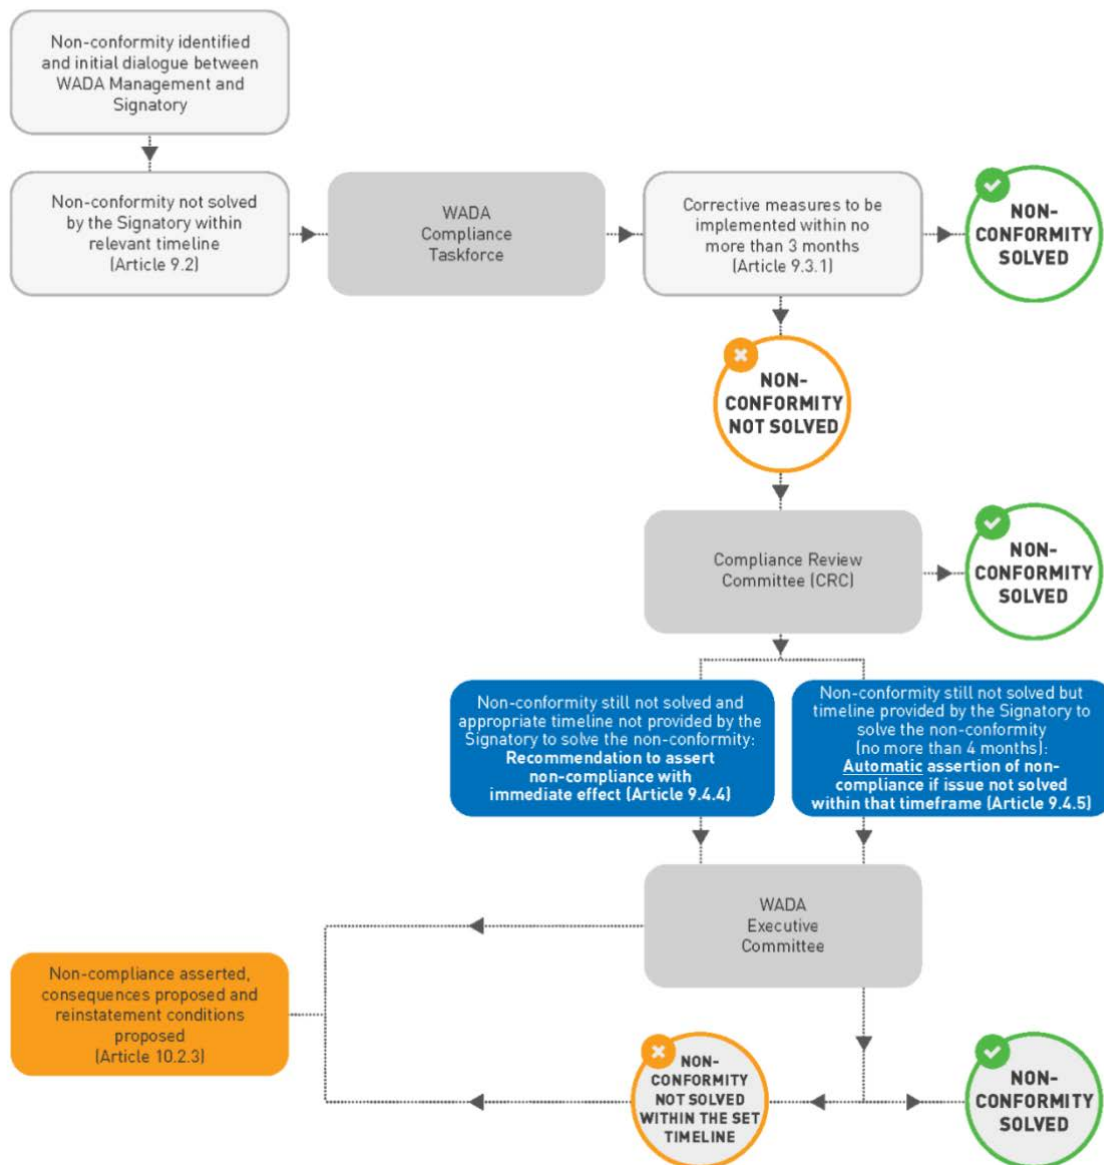 Non-conformity identified
and initial dialogue between
WADA Management and
Signatory
Non-conformity not solved
by the Signatory within
relevant timeline
(Article 9.2)
WADA
Compliance
Taskforce
Corrective measures to be
implemented within no
more than 3 months
(Article 9.3.1)
NON-
CONFORMITY
SOLVED
NON-
CONFORMITY
NOT SOLVED
Compliance Review
Committee (CRC)
NON-
CONFORMITY
SOLVED
Non-conformity still not solved and
appropriate timeline not provided by the
Signatory to solve the non-conformity:
Recommendation to assert
non-compliance with
immediate effect (Article 9.4.4)
Non-conformity still not solved but
timeline provided by the Signatory to
solve the non-conformity
(no more than 4 months):
Automatic assertion of non-
compliance if issue not solved
within that timeframe (Article 9.4.5)
WADA
Executive
Committee
Non-compliance asserted,
consequences proposed and
reinstatement conditions
proposed
(Article 10.2.3)
NON-
CONFORMITY
NOT SOLVED
WITHIN THE SET
TIMELINE
NON-
CONFORMITY
SOLVED